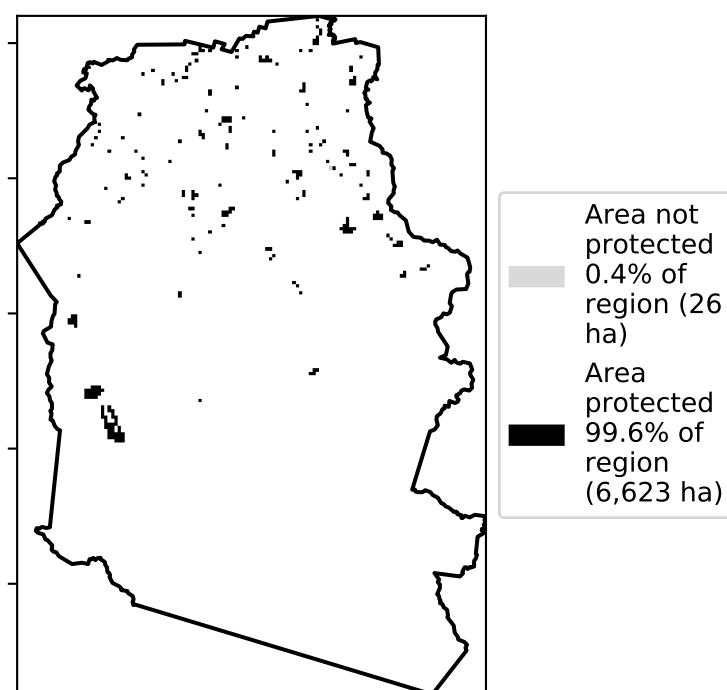 Area not
protected
0.4% of
region (26
ha)
Area
protected
99.6% of
region
(6,623 ha)